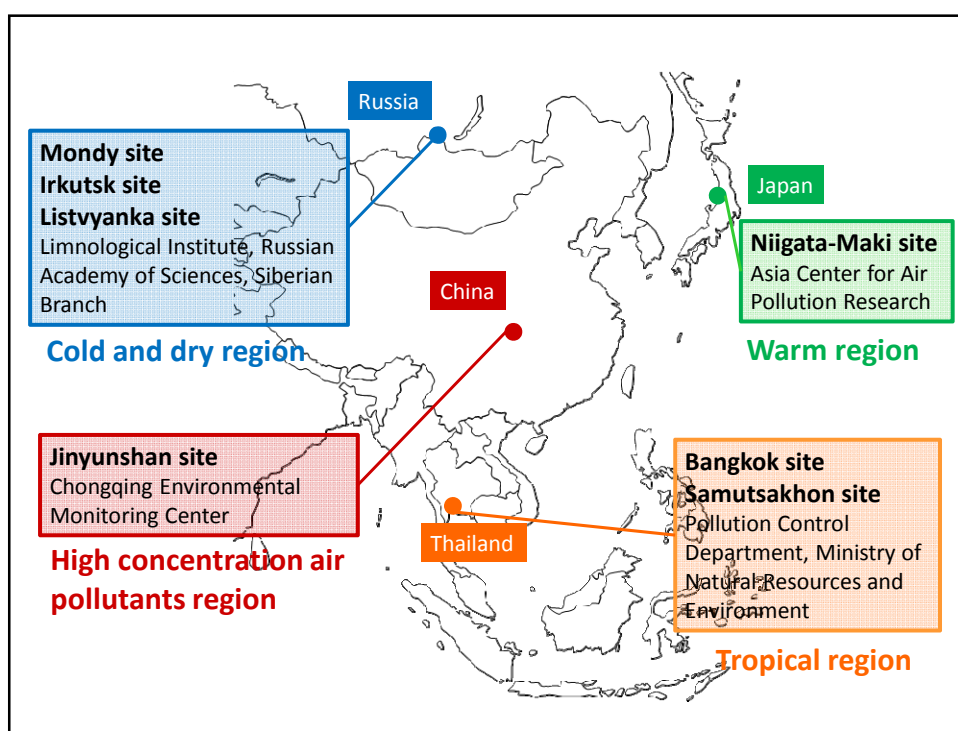 Russia
Mondy site
Irkutsk site
Listvyanka site
Limnological Institute, Russian
Academy of Sciences, Siberian
Branch
Cold and dry region
Japan
Niigata-Maki site
Asia Center for Air
Pollution Research
Warm region
China
Jinyunshan site
Chongqing Environmental
Monitoring Center
High concentration air
pollutants region
Thailand
Bangkok site
Samutsakhon site
Pollution Control
Department, Ministry of
Natural Resources and
Environment
Tropical region